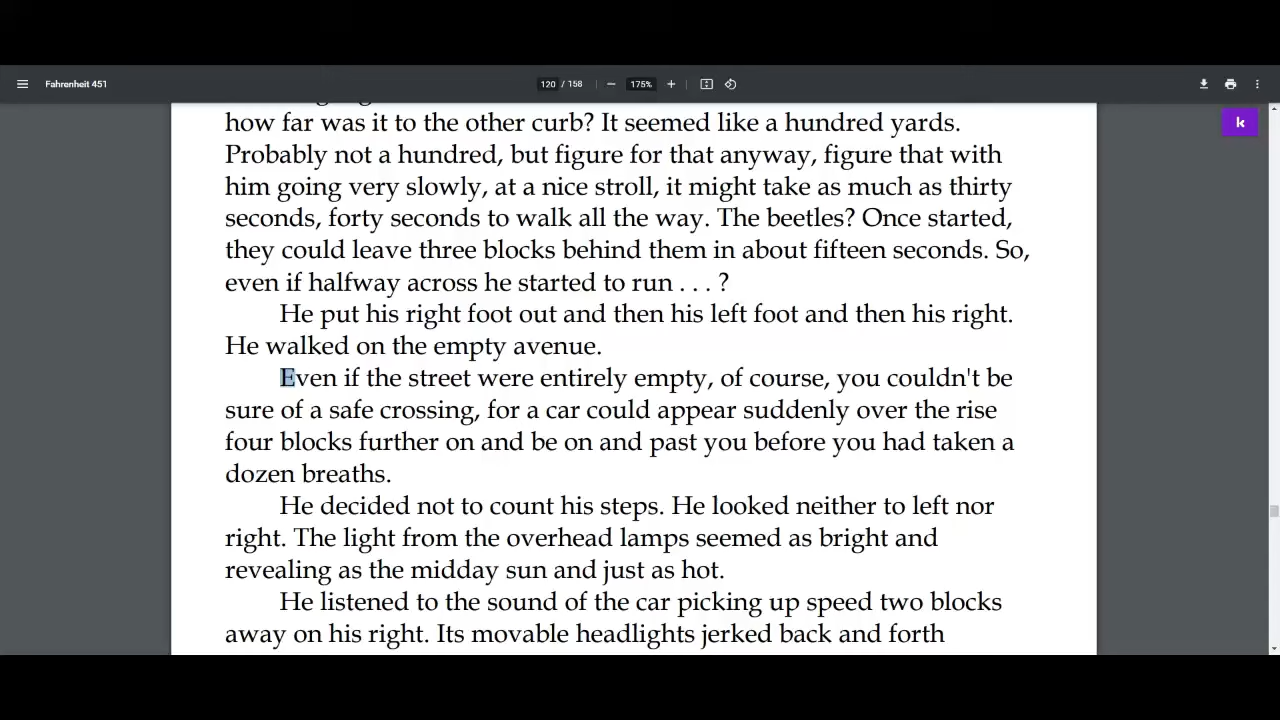 Fahrenheit 451
120 / 158
175%
k
how far was it to the other curb? It seemed like a hundred yards.
Probably not a hundred, but figure for that anyway, figure that with
him going very slowly, at a nice stroll, it might take as much as thirty
seconds, forty seconds to walk all the way. The beetles? Once started,
they could leave three blocks behind them in about fifteen seconds. So,
even if halfway across he started to run . . . ?
He put his right foot out and then his left foot and then his right.
He walked on the empty avenue.
Even if the street were entirely empty, of course, you couldn't be
sure of a safe crossing, for a car could appear suddenly over the rise
four blocks further on and be on and past you before you had taken a
dozen breaths.
He decided not to count his steps. He looked neither to left nor
right. The light from the overhead lamps seemed as bright and
revealing as the midday sun and just as hot.
He listened to the sound of the car picking up speed two blocks
away on his right. Its movable headlights jerked back and forth